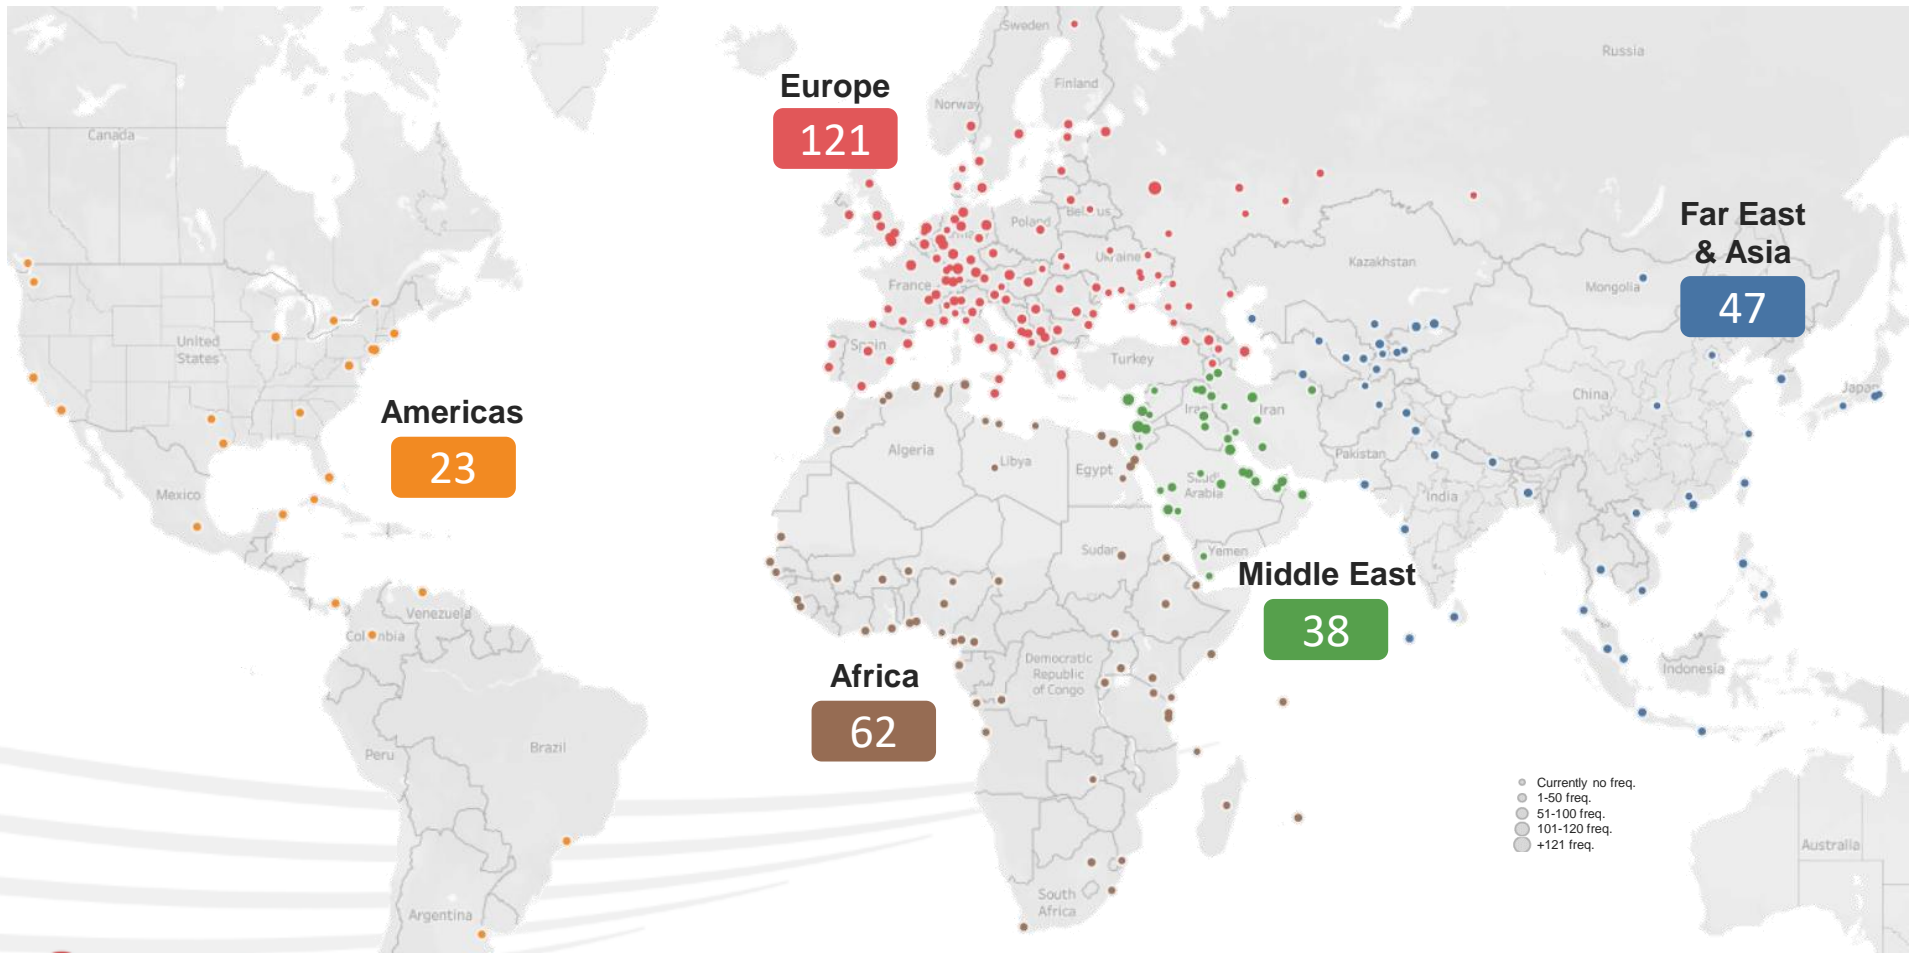 Sweden
Russia
Finland
Norway
Canada
Europe
121
Poland
Ukraine
Kazakhstan
Mongolia
Far East
& Asia
47
France
Spain
Turkey
United
States
China
Japan
Americas
23
Iran
Algeria
Libya
Egypt
Saudi
Arabia
Pakistan
India
Mexico
Sudan
Yemen
Middle East
38
Venezuela
Colombia
Democratic
Republic
of Congo
Indonesia
Africa
62
Peru
Brazil
Currently no freq.
1-50 freq.
51-100 freq.
101-120 freq.
+121 freq.
Australia
South
Africa
Argentina